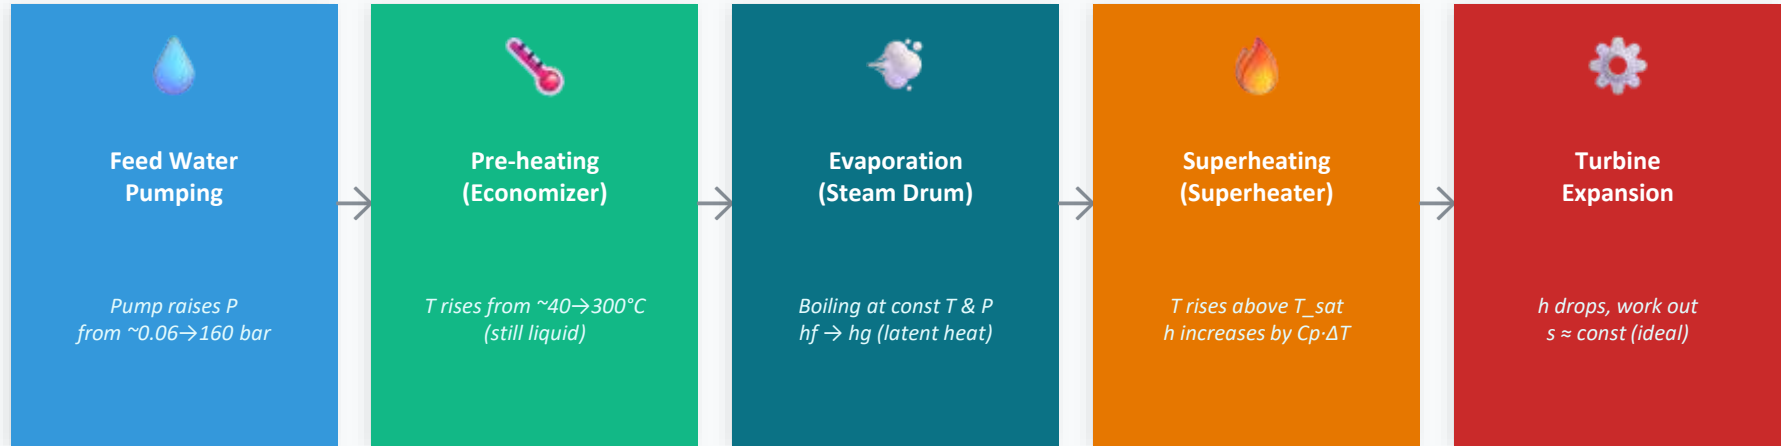 Feed Water
Pumping
Pump raises P
from ~0.06→160 bar
Pre-heating
(Economizer)
T rises from ~40→300°C
(still liquid)
Evaporation
(Steam Drum)
Boiling at const T & P
hf → hg (latent heat)
Superheating
(Superheater)
T rises above T_sat
h increases by Cp·ΔT
Turbine
Expansion
h drops, work out
s ≈ const (ideal)